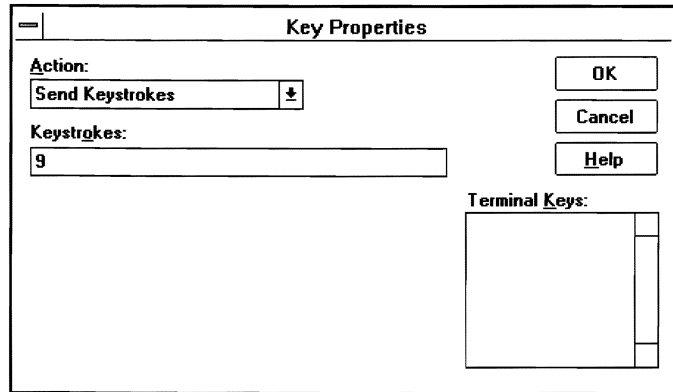 Key Properties
Action:
Send Keystrokes
Keystrokes:
9
OK
Cancel
Help
Terminal Keys: